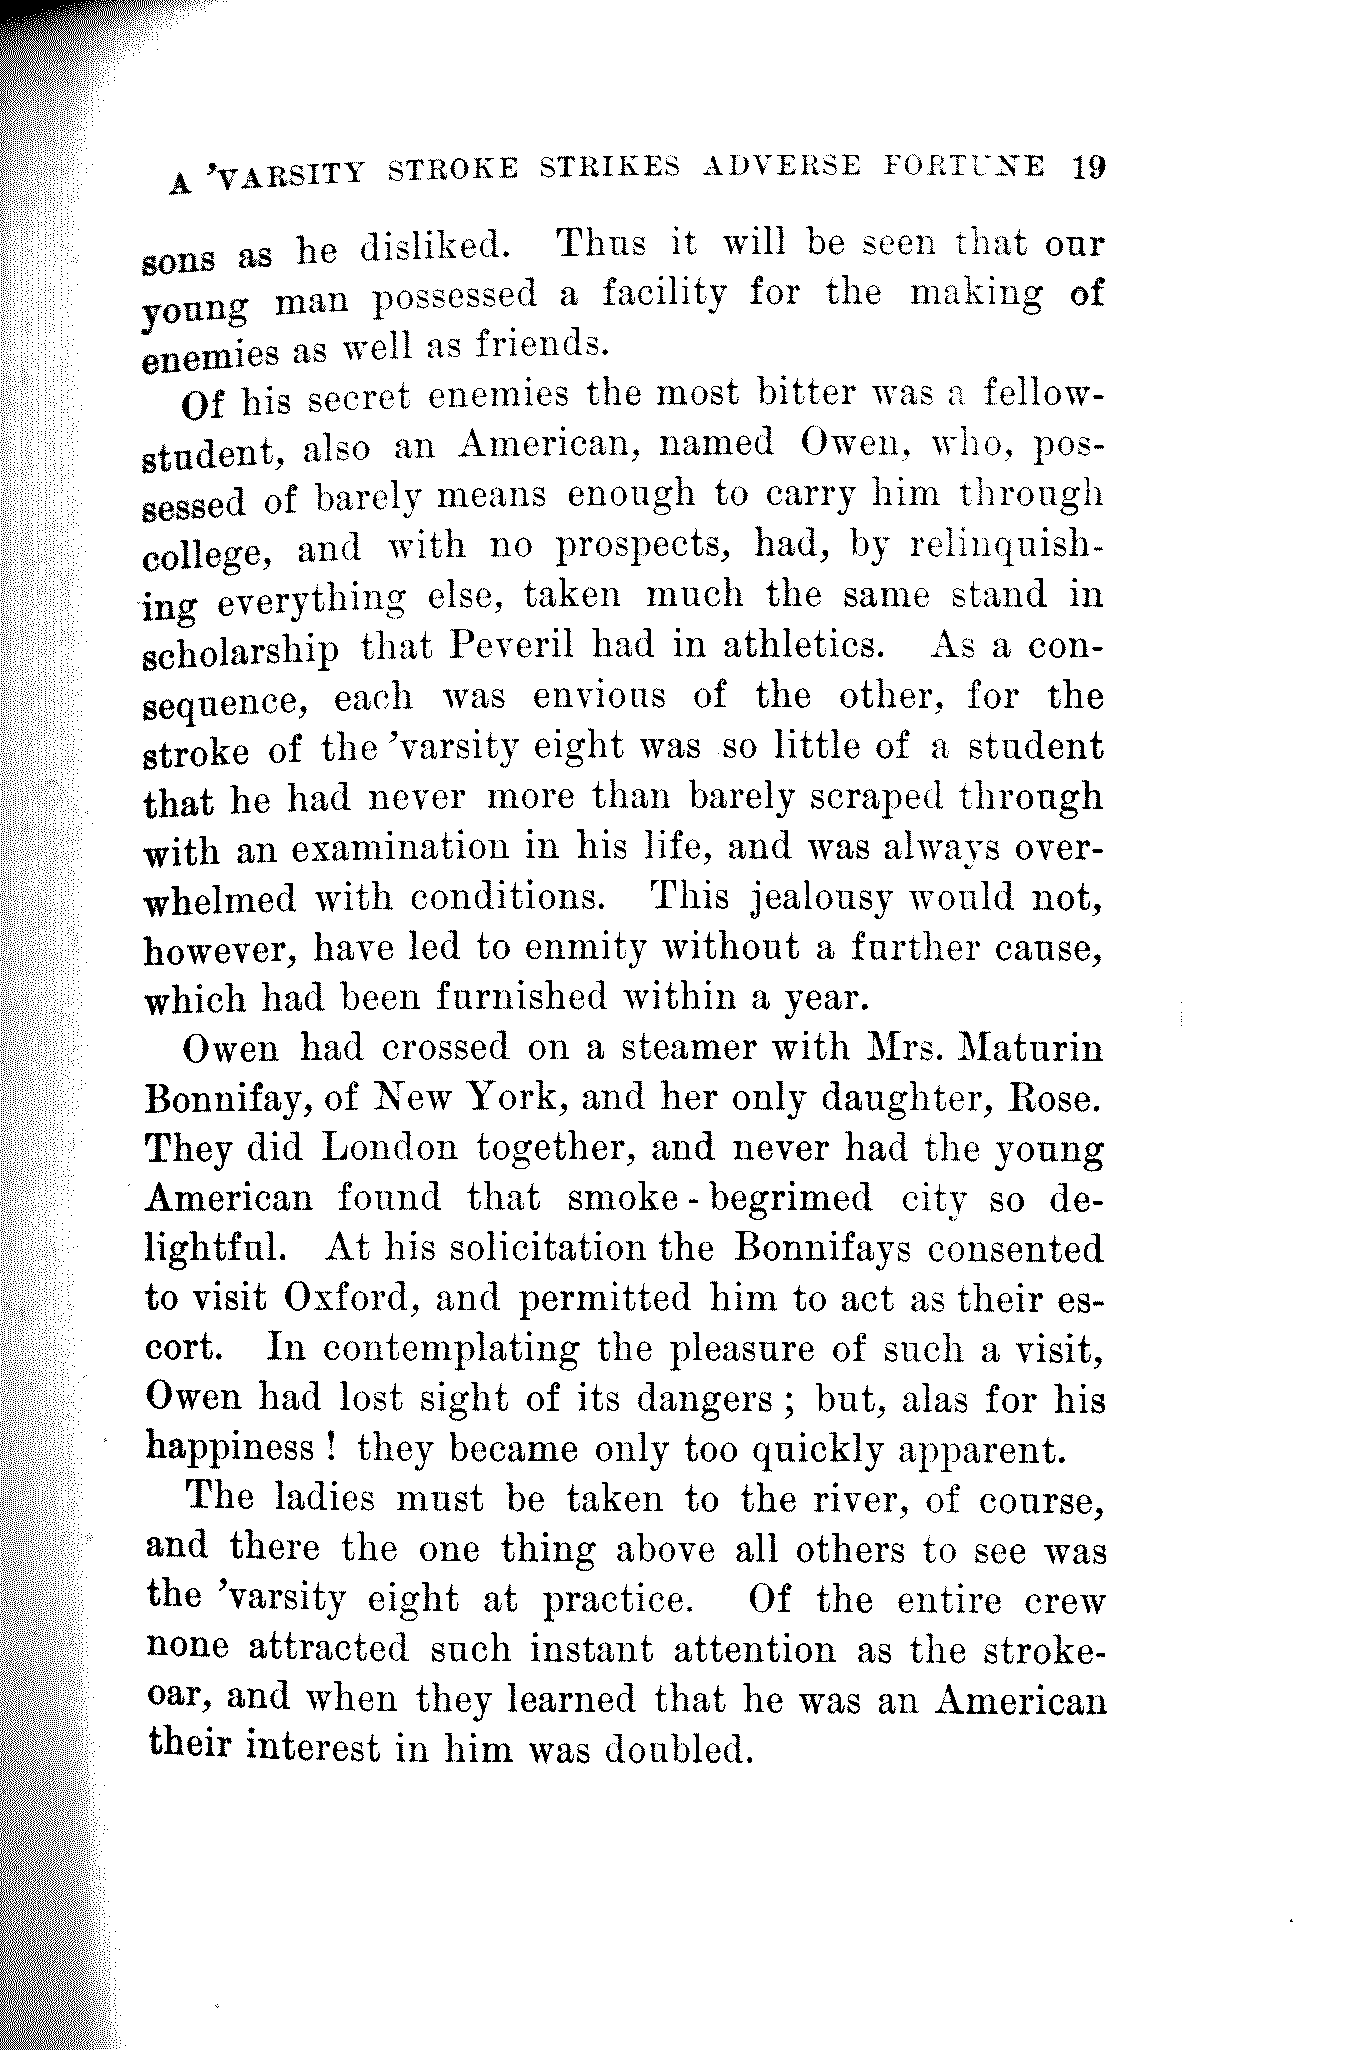 A 'VARSITY STROKE STRIKES ADVERSE FORTUNE 19
sons as he disliked. Thus it will be seen that our
young man possessed a facility for the making of
enemies as well as friends.
Of his secret enemies the most bitter was a fellow-
student, also an American, named Owen, who, pos-
sessed of barely means enough to carry him through
college, and with no prospects, had, by relinquish-
ing everything else, taken much the same stand in
scholarship that Peveril had in athletics. As a con-
sequence, each was envious of the other, for the
stroke of the 'varsity eight was so little of a student
that he had never more than barely scraped through
with an examination in his life, and was always over-
whelmed with conditions. This jealousy would not,
however, have led to enmity without a further cause,
which had been furnished within a year.
Owen had crossed on a steamer with Mrs. Maturin
Bonnifay, of New York, and her only daughter, Rose.
They did London together, and never had the young
American found that smoke-begrimed city so de-
lightful. At his solicitation the Bonnifays consented
to visit Oxford, and permitted him to act as their es-
cort. In contemplating the pleasure of such a visit,
Owen had lost sight of its dangers ; but, alas for his
happiness ! they became only too quickly apparent.
The ladies must be taken to the river, of course,
and there the one thing above all others to see was
the 'varsity eight at practice. Of the entire crew
none attracted such instant attention as the stroke-
oar, and when they learned that he was an American
their interest in him was doubled.